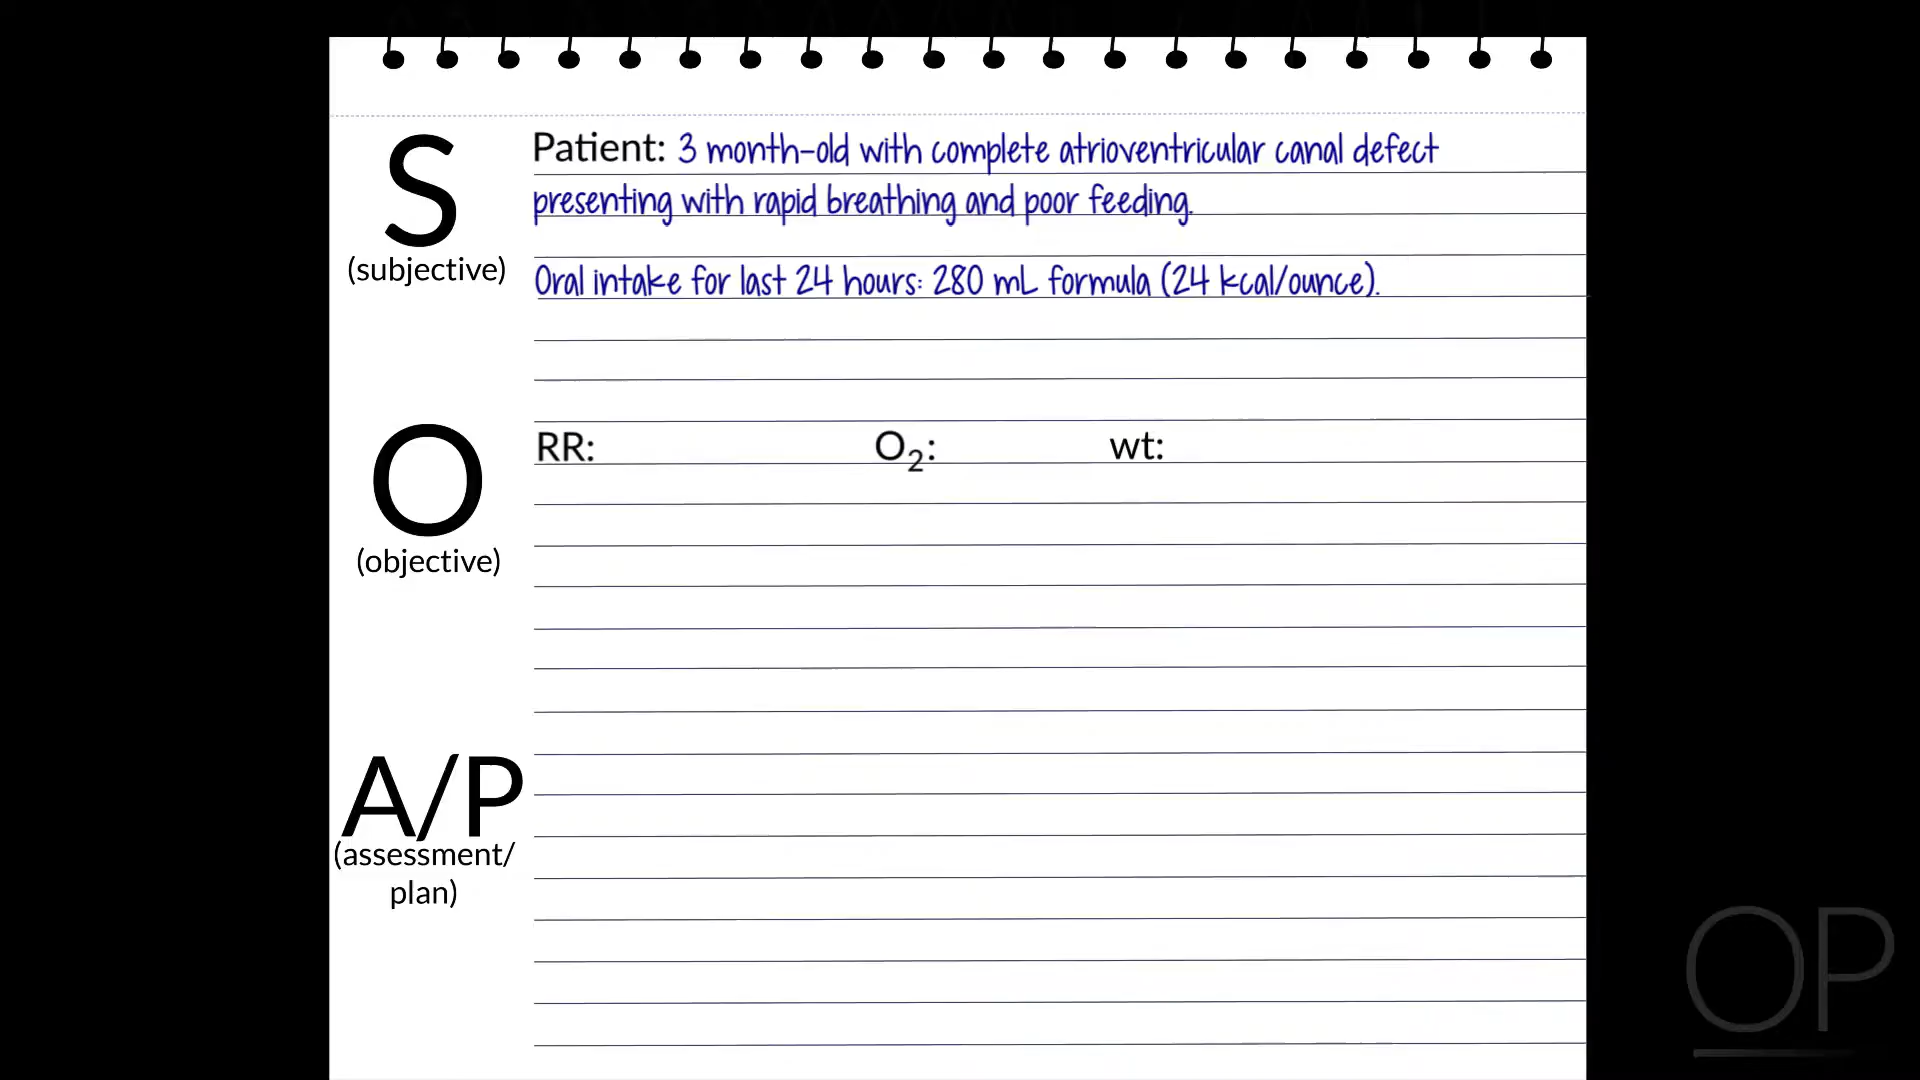 S
(subjective)
Patient: 3 month-old with complete atrioventricular canal defect
presenting with rapid breathing and poor feeding.
Oral intake for last 24 hours: 280 mL formula (24 kcal/ounce).
O
(objective)
RR: O₂: wt:
A/P
(assessment/
plan)
OP